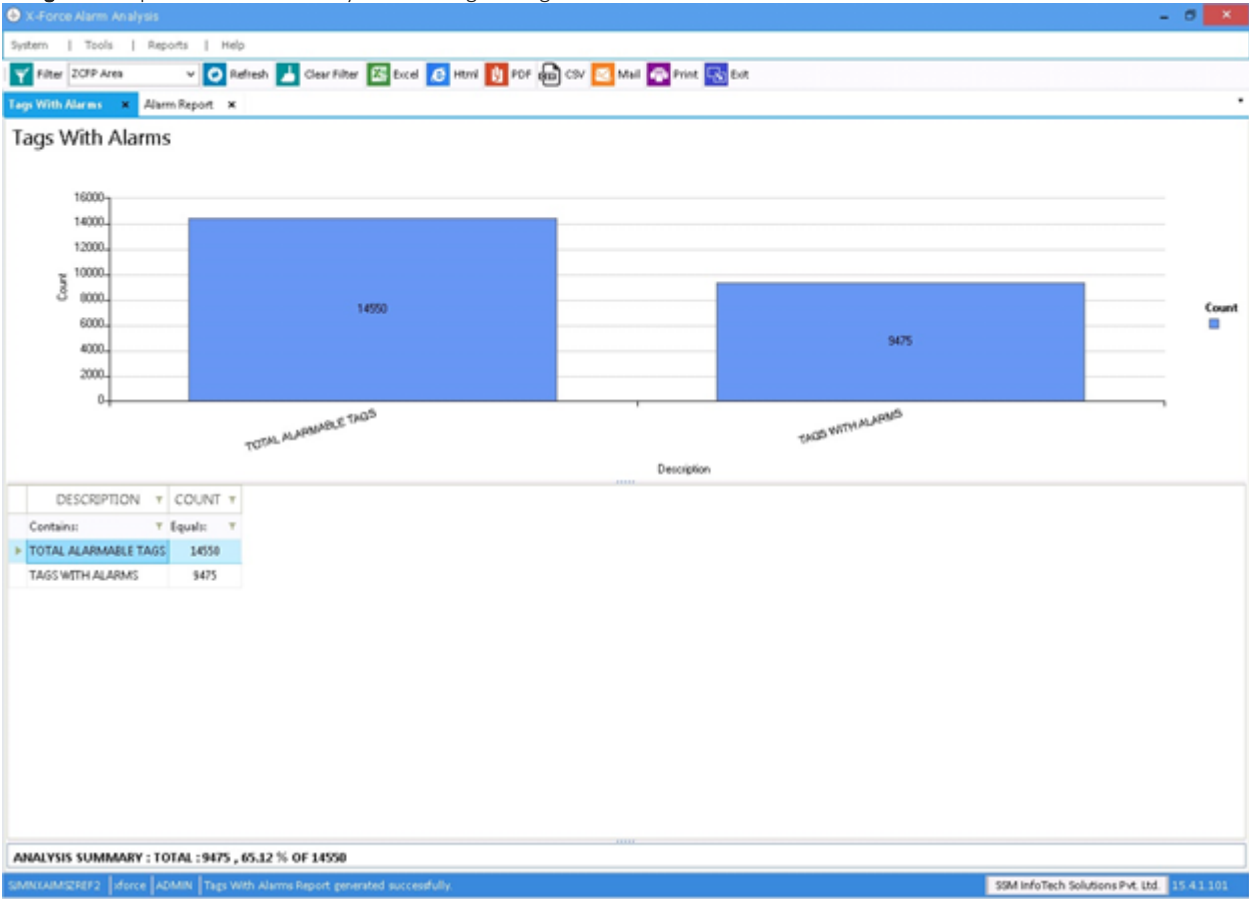 X-Force Alarm Analysis
System | Tools | Reports | Help
Filter ZCFP Area Refresh Clear Filter Excel Html PDF CSV Mail Print Exit
Tags With Alarms Alarm Report
Tags With Alarms
16000
14000
12000
10000
8000
6000
4000
2000
0
Count
14550
9475
Count
TOTAL ALARMABLE TAGS
TAGS WITH ALARMS
Description
DESCRIPTION COUNT
Contains: Equals:
TOTAL ALARMABLE TAGS 14550
TAGS WITH ALARMS 9475
ANALYSIS SUMMARY : TOTAL : 9475 , 65.12 % OF 14550
xforce ADMIN Tags With Alarms Report generated successfully. SSM InfoTech Solutions Pvt. Ltd. 15.4.1.101